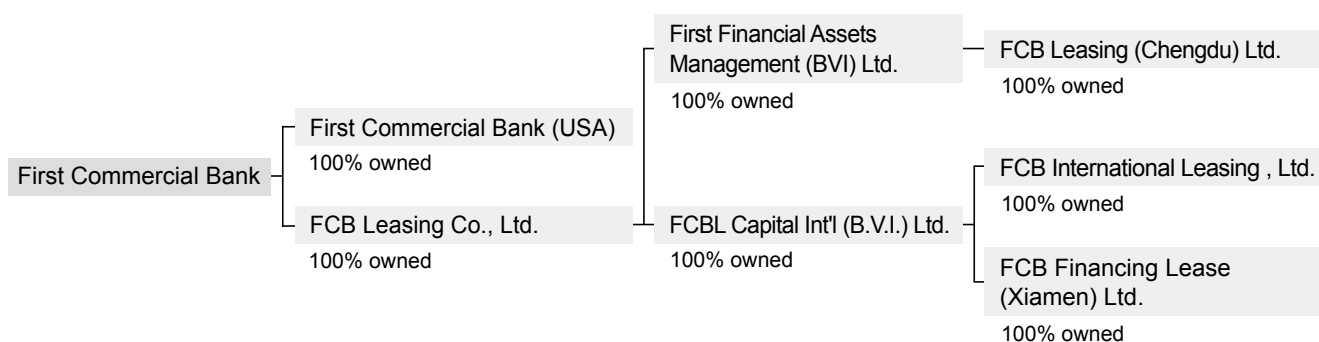 First Commercial Bank
First Commercial Bank (USA)
100% owned
FCB Leasing Co., Ltd.
100% owned
First Financial Assets
Management (BVI) Ltd.
100% owned
FCBL Capital Int'l (B.V.I.) Ltd.
100% owned
FCB Leasing (Chengdu) Ltd.
100% owned
FCB International Leasing , Ltd.
100% owned
FCB Financing Lease
(Xiamen) Ltd.
100% owned